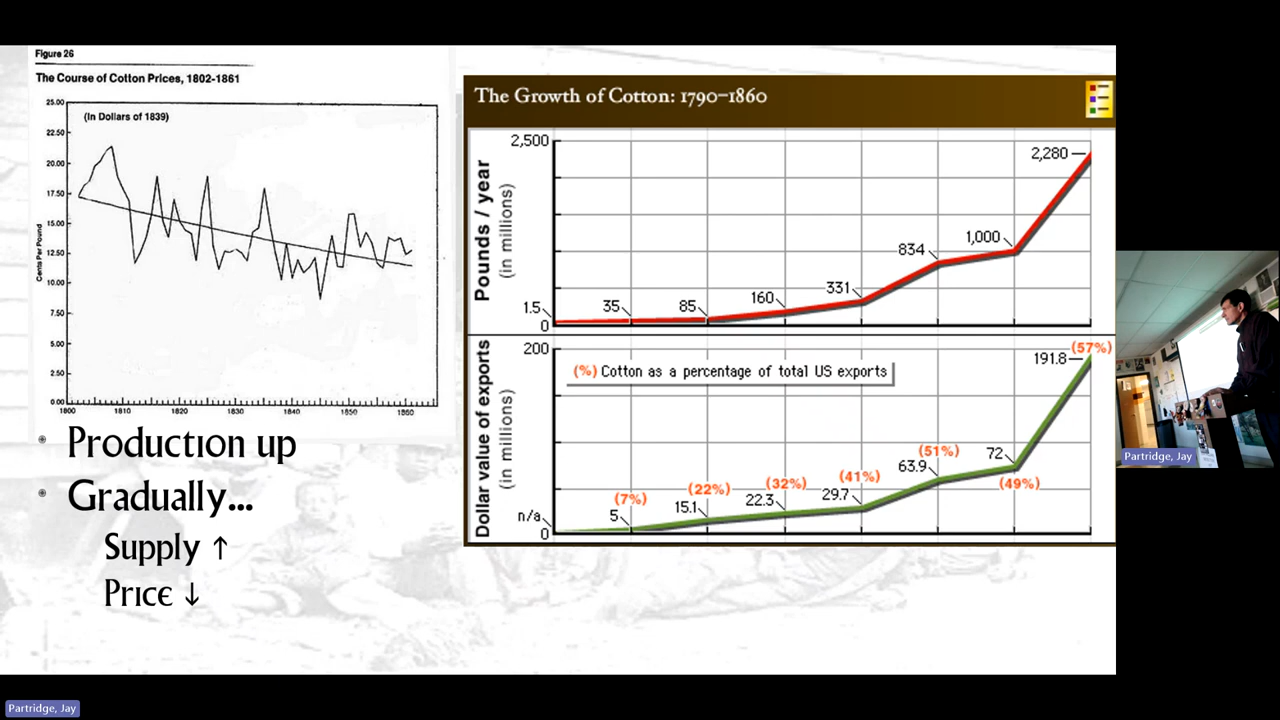 Figure 26
The Course of Cotton Prices, 1802-1861
(In Dollars of 1839)
25.00
22.50
20.00
17.50
15.00
12.50
10.00
7.50
5.00
2.50
0.00
Cents Per Pound
1800 1810 1820 1830 1840 1850 1860
Production up
Gradually...
Supply ↑
Price ↓
The Growth of Cotton: 1790–1860
Pounds / year
(in millions)
2,500
0
1.5
35
85
160
331
834
1,000
2,280
Dollar value of exports
(in millions)
200
n/a
0
(%) Cotton as a percentage of total US exports
(7%)
5
(22%)
15.1
(32%)
22.3
(41%)
29.7
(51%)
63.9
72
(49%)
(57%)
191.8
Partridge, Jay
Partridge, Jay